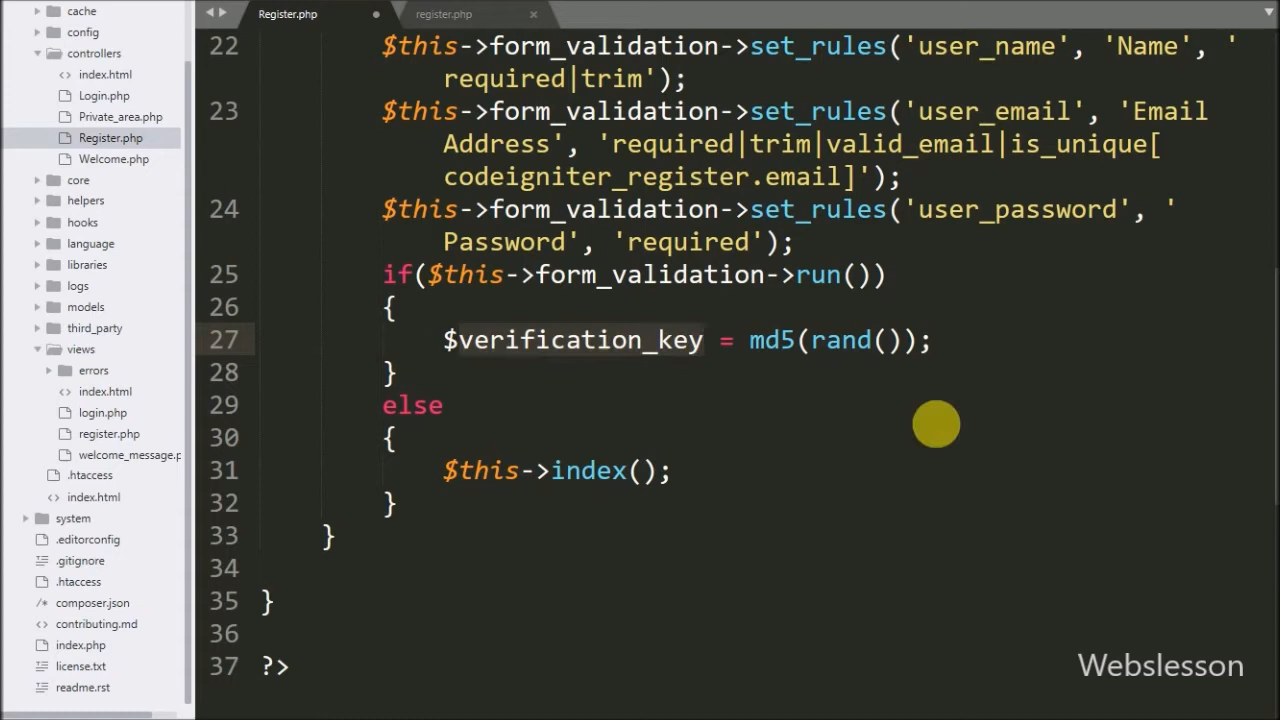 cache
config
controllers
index.html
Login.php
Private_area.php
Register.php
Welcome.php
core
helpers
hooks
language
libraries
logs
models
third_party
views
errors
index.html
login.php
register.php
welcome_message.p
.htaccess
index.html
system
.editorconfig
.gitignore
.htaccess
composer.json
contributing.md
index.php
license.txt
readme.rst
Register.php
register.php
22 $this->form_validation->set_rules('user_name', 'Name', '
required|trim');
23 $this->form_validation->set_rules('user_email', 'Email
Address', 'required|trim|valid_email|is_unique[
codeigniter_register.email]');
24 $this->form_validation->set_rules('user_password', '
Password', 'required');
25 if($this->form_validation->run())
26 {
27 $verification_key = md5(rand());
28 }
29 else
30 {
31 $this->index();
32 }
33 }
34
35 }
36
37 ?>
Webslesson